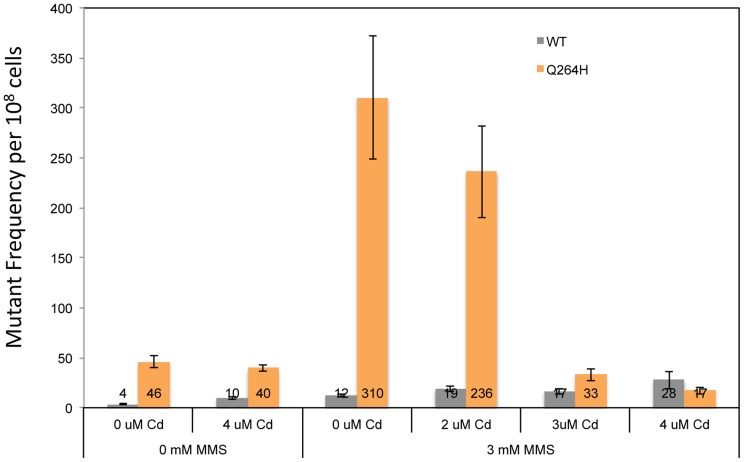 Mutant Frequency per 10⁸ cells
400
350
300
250
200
150
100
50
0
WT
Q264H
4 46 10 40 12 310 19 236 17 33 28 17
0 uM Cd 4 uM Cd 0 uM Cd 2 uM Cd 3uM Cd 4 uM Cd
0 mM MMS 3 mM MMS